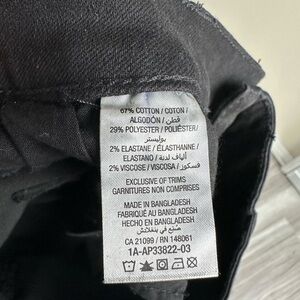 67% COTTON / COTON /
ALGODÓN / قطن /
29% POLYESTER / POLIÉSTER/
بوليستر
2% ELASTANE / ÉLASTHANNE /
ELASTANO / ألياف لدنة /
2% VISCOSE / VISCOSA / فسكوز
EXCLUSIVE OF TRIMS
GARNITURES NON COMPRISES
MADE IN BANGLADESH
FABRIQUÉ AU BANGLADESH
HECHO EN BANGLADESH
صنع في بنغلادش
CA 21099 / RN 148061
1A-AP33822-03